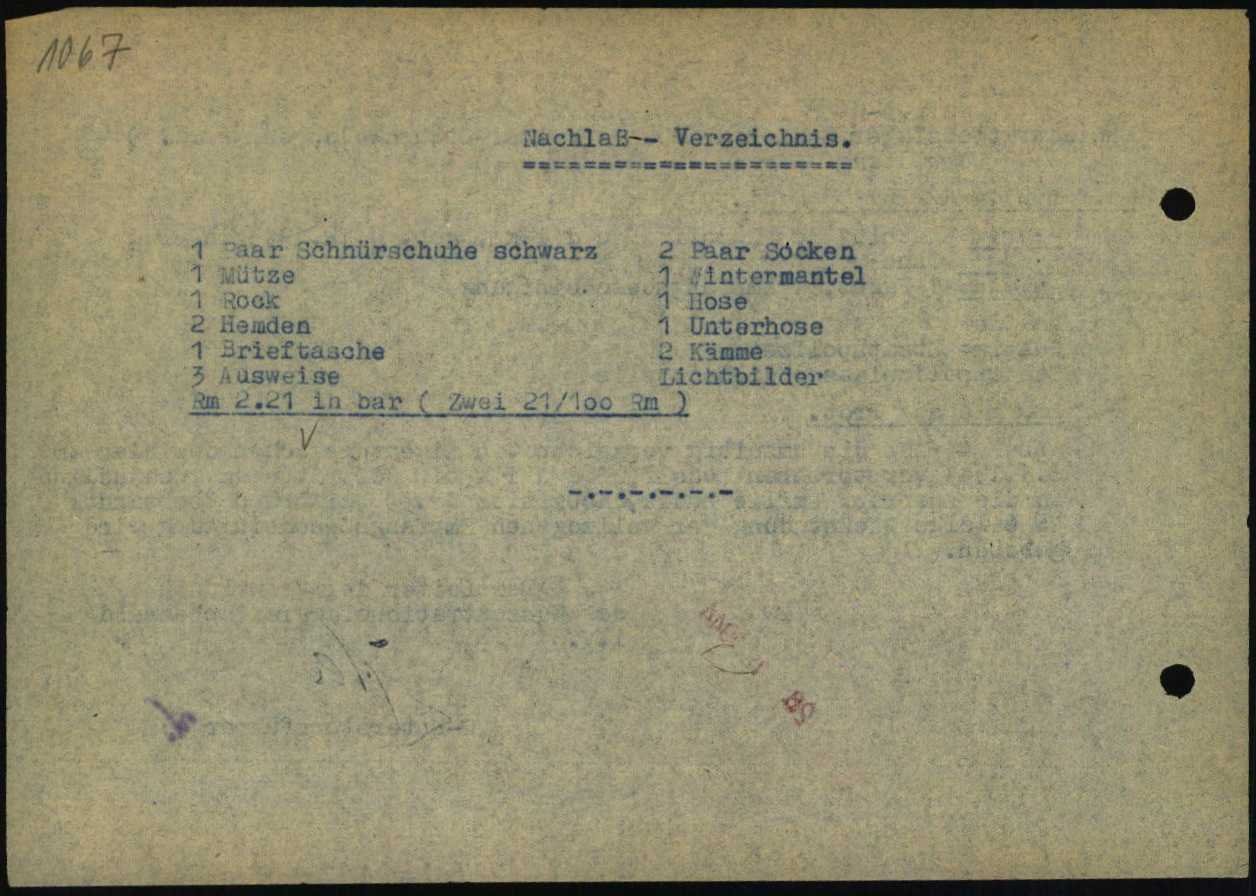 1067
Nachlaß-- Verzeichnis.
======================
1 Paar Schnürschuhe schwarz 2 Paar Socken
1 Mütze 1 Wintermantel
1 Rock 1 Hose
2 Hemden 1 Unterhose
1 Brieftasche 2 Kämme
3 Ausweise Lichtbilder
Rm 2.21 in bar ( Zwei 21/1oo Rm )
-.-.-.-.-.-